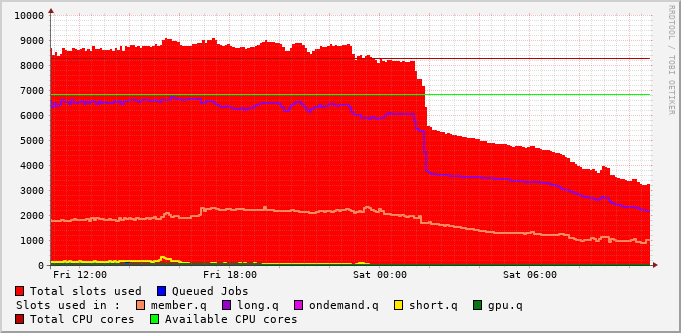 10000
9000
8000
7000
6000
5000
4000
3000
2000
1000
0
Fri 12:00 Fri 18:00 Sat 00:00 Sat 06:00
RRDTOOL / TOBI OETIKER
Total slots used Queued Jobs
Slots used in : member.q long.q ondemand.q short.q gpu.q
Total CPU cores Available CPU cores